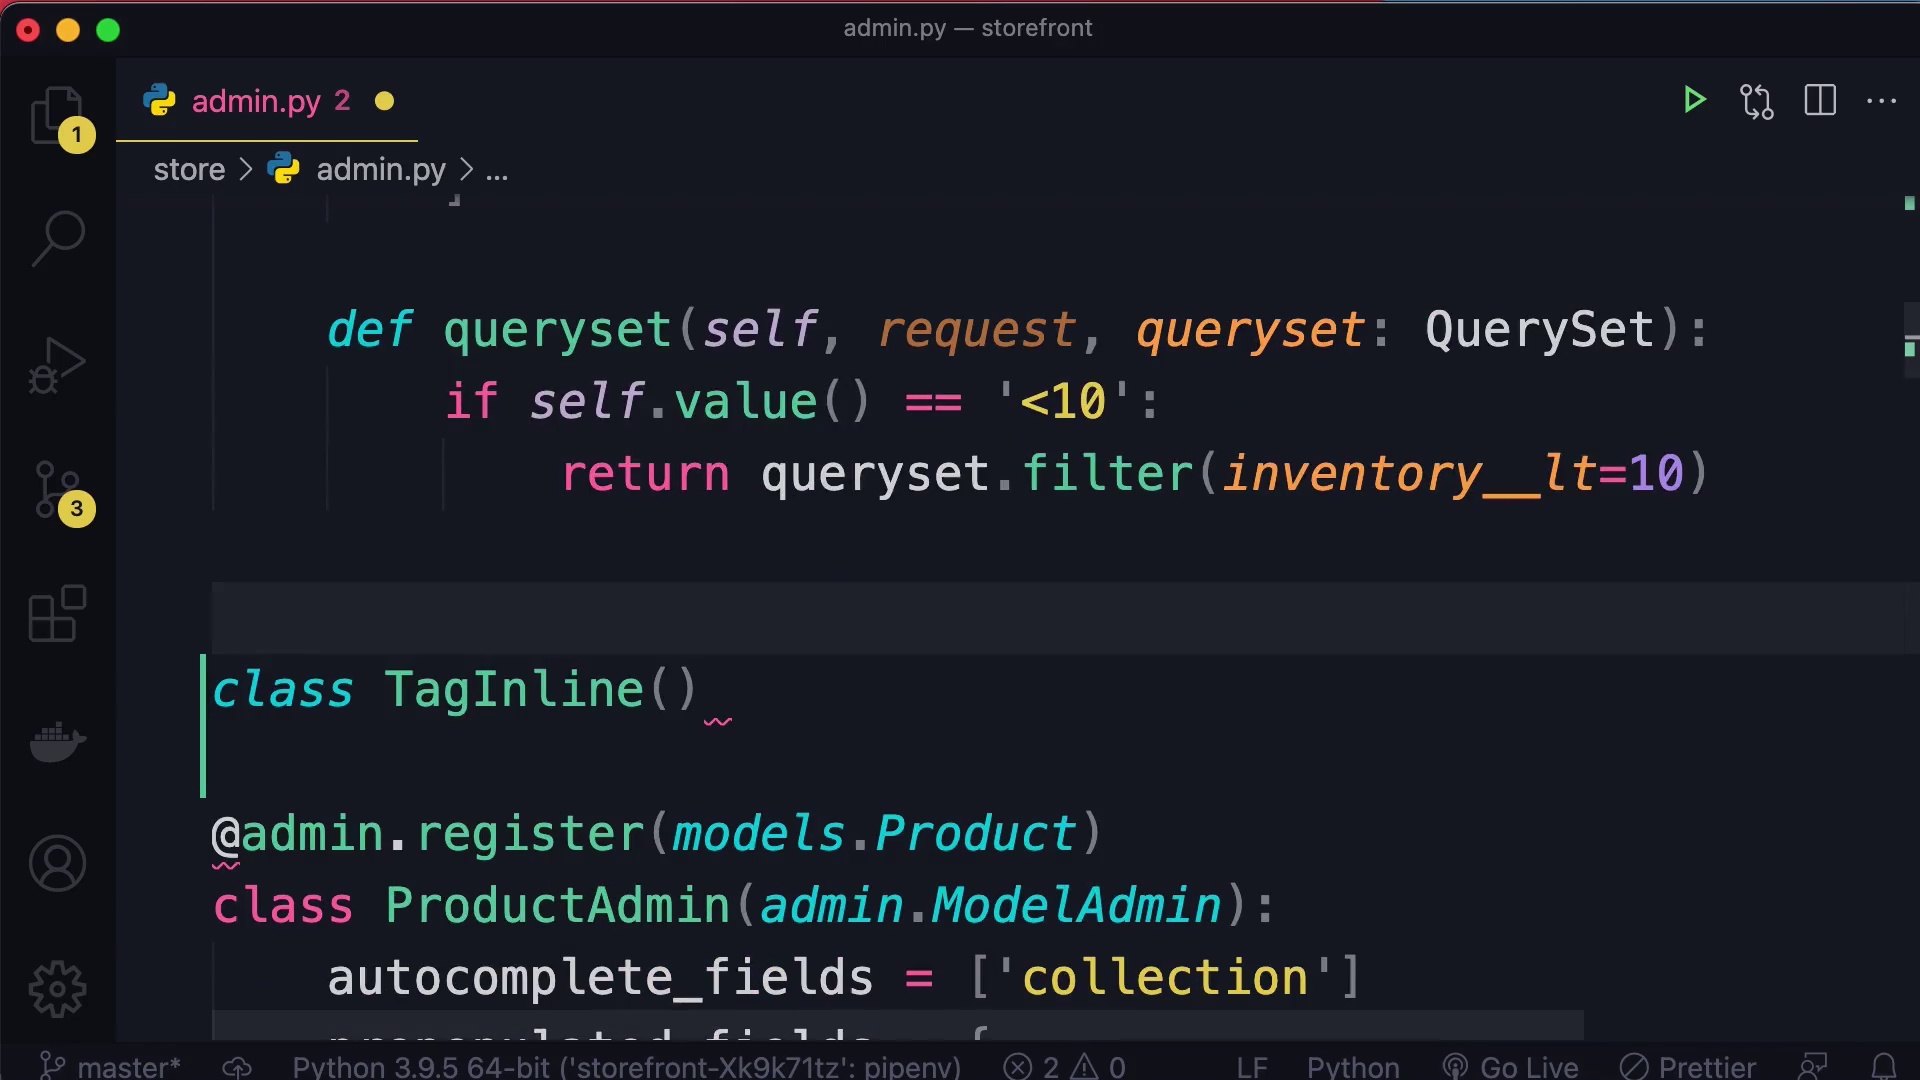 admin.py — storefront
admin.py 2
1
store > admin.py > ...
]
def queryset(self, request, queryset: QuerySet):
if self.value() == '<10':
return queryset.filter(inventory__lt=10)
3
class TagInline()
@admin.register(models.Product)
class ProductAdmin(admin.ModelAdmin):
autocomplete_fields = ['collection']
prepopulated_fields = {
master* Python 3.9.5 64-bit ('storefront-Xk9k71tz': pipenv) 2 0 LF Python Go Live Prettier